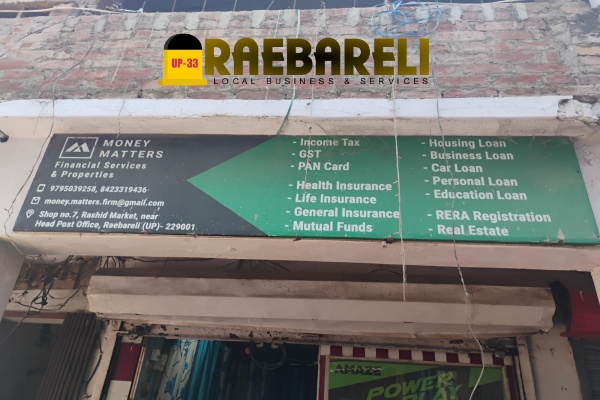 UP-33
RAEBARELI
LOCAL BUSINESS & SERVICES
MONEY
MATTERS
Financial Services
& Properties
9795039258, 8423319436
money.matters.firm@gmail.com
Shop no.7, Rashid Market, near
Head Post Office, Raebareli (UP)- 229001
- Income Tax
- GST
- PAN Card
- Health Insurance
- Life Insurance
- General Insurance
- Mutual Funds
- Housing Loan
- Business Loan
- Car Loan
- Personal Loan
- Education Loan
- RERA Registration
- Real Estate
AMAZE
POWER
PLAY